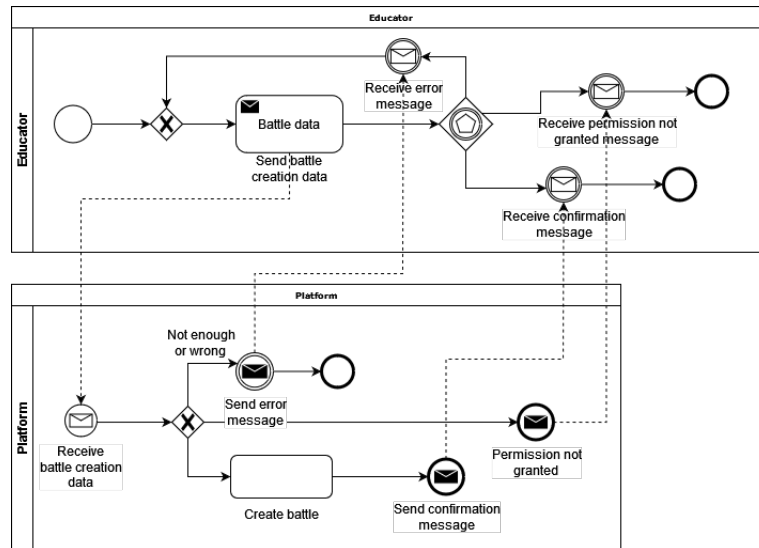 Educator
Educator
Receive error
message
Battle data
Send battle
creation data
Receive permission not
granted message
Receive confirmation
message
Platform
Platform
Not enough
or wrong
Send error
message
Receive
battle creation
data
Permission not
granted
Create battle
Send confirmation
message